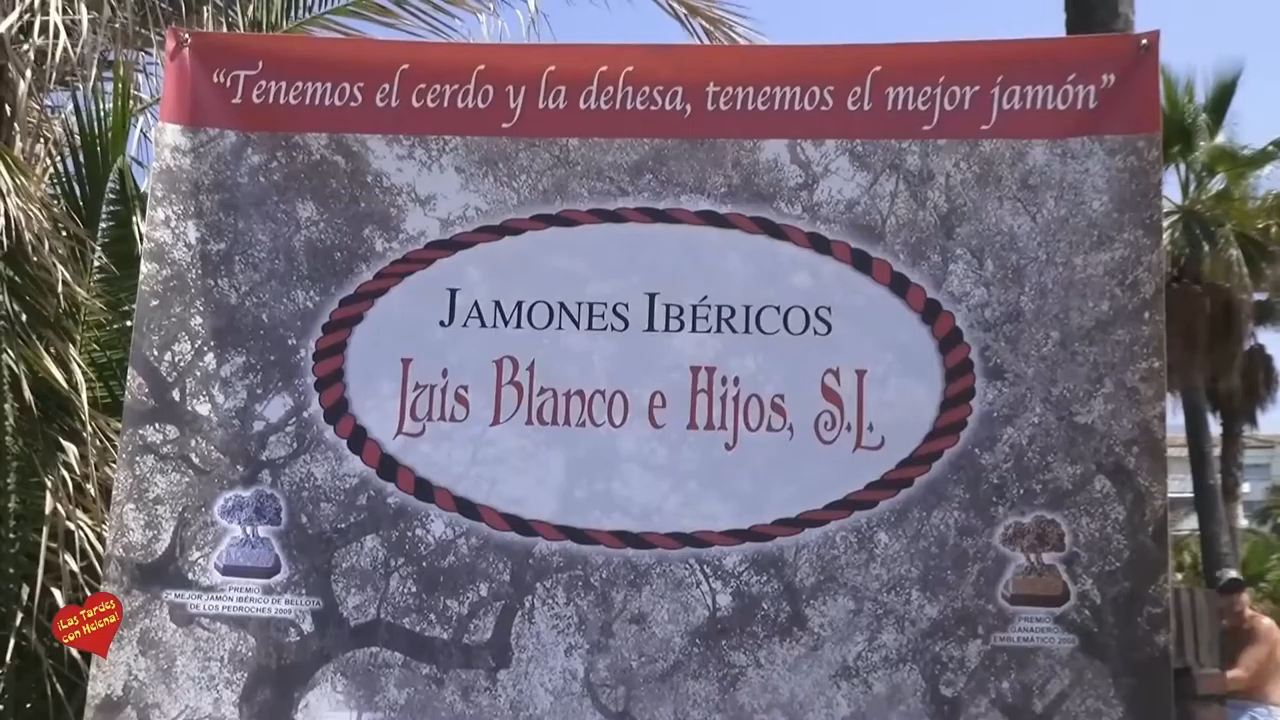 “Tenemos el cerdo y la dehesa, tenemos el mejor jamón”
JAMONES IBÉRICOS
Luis Blanco e Hijos, S.L.
PREMIO
2º MEJOR JAMÓN IBÉRICO DE BELLOTA
DE LOS PEDROCHES 2009
PREMIO
GANADERO
EMBLEMÁTICO 2008
¡Las Tardes
con Helena!